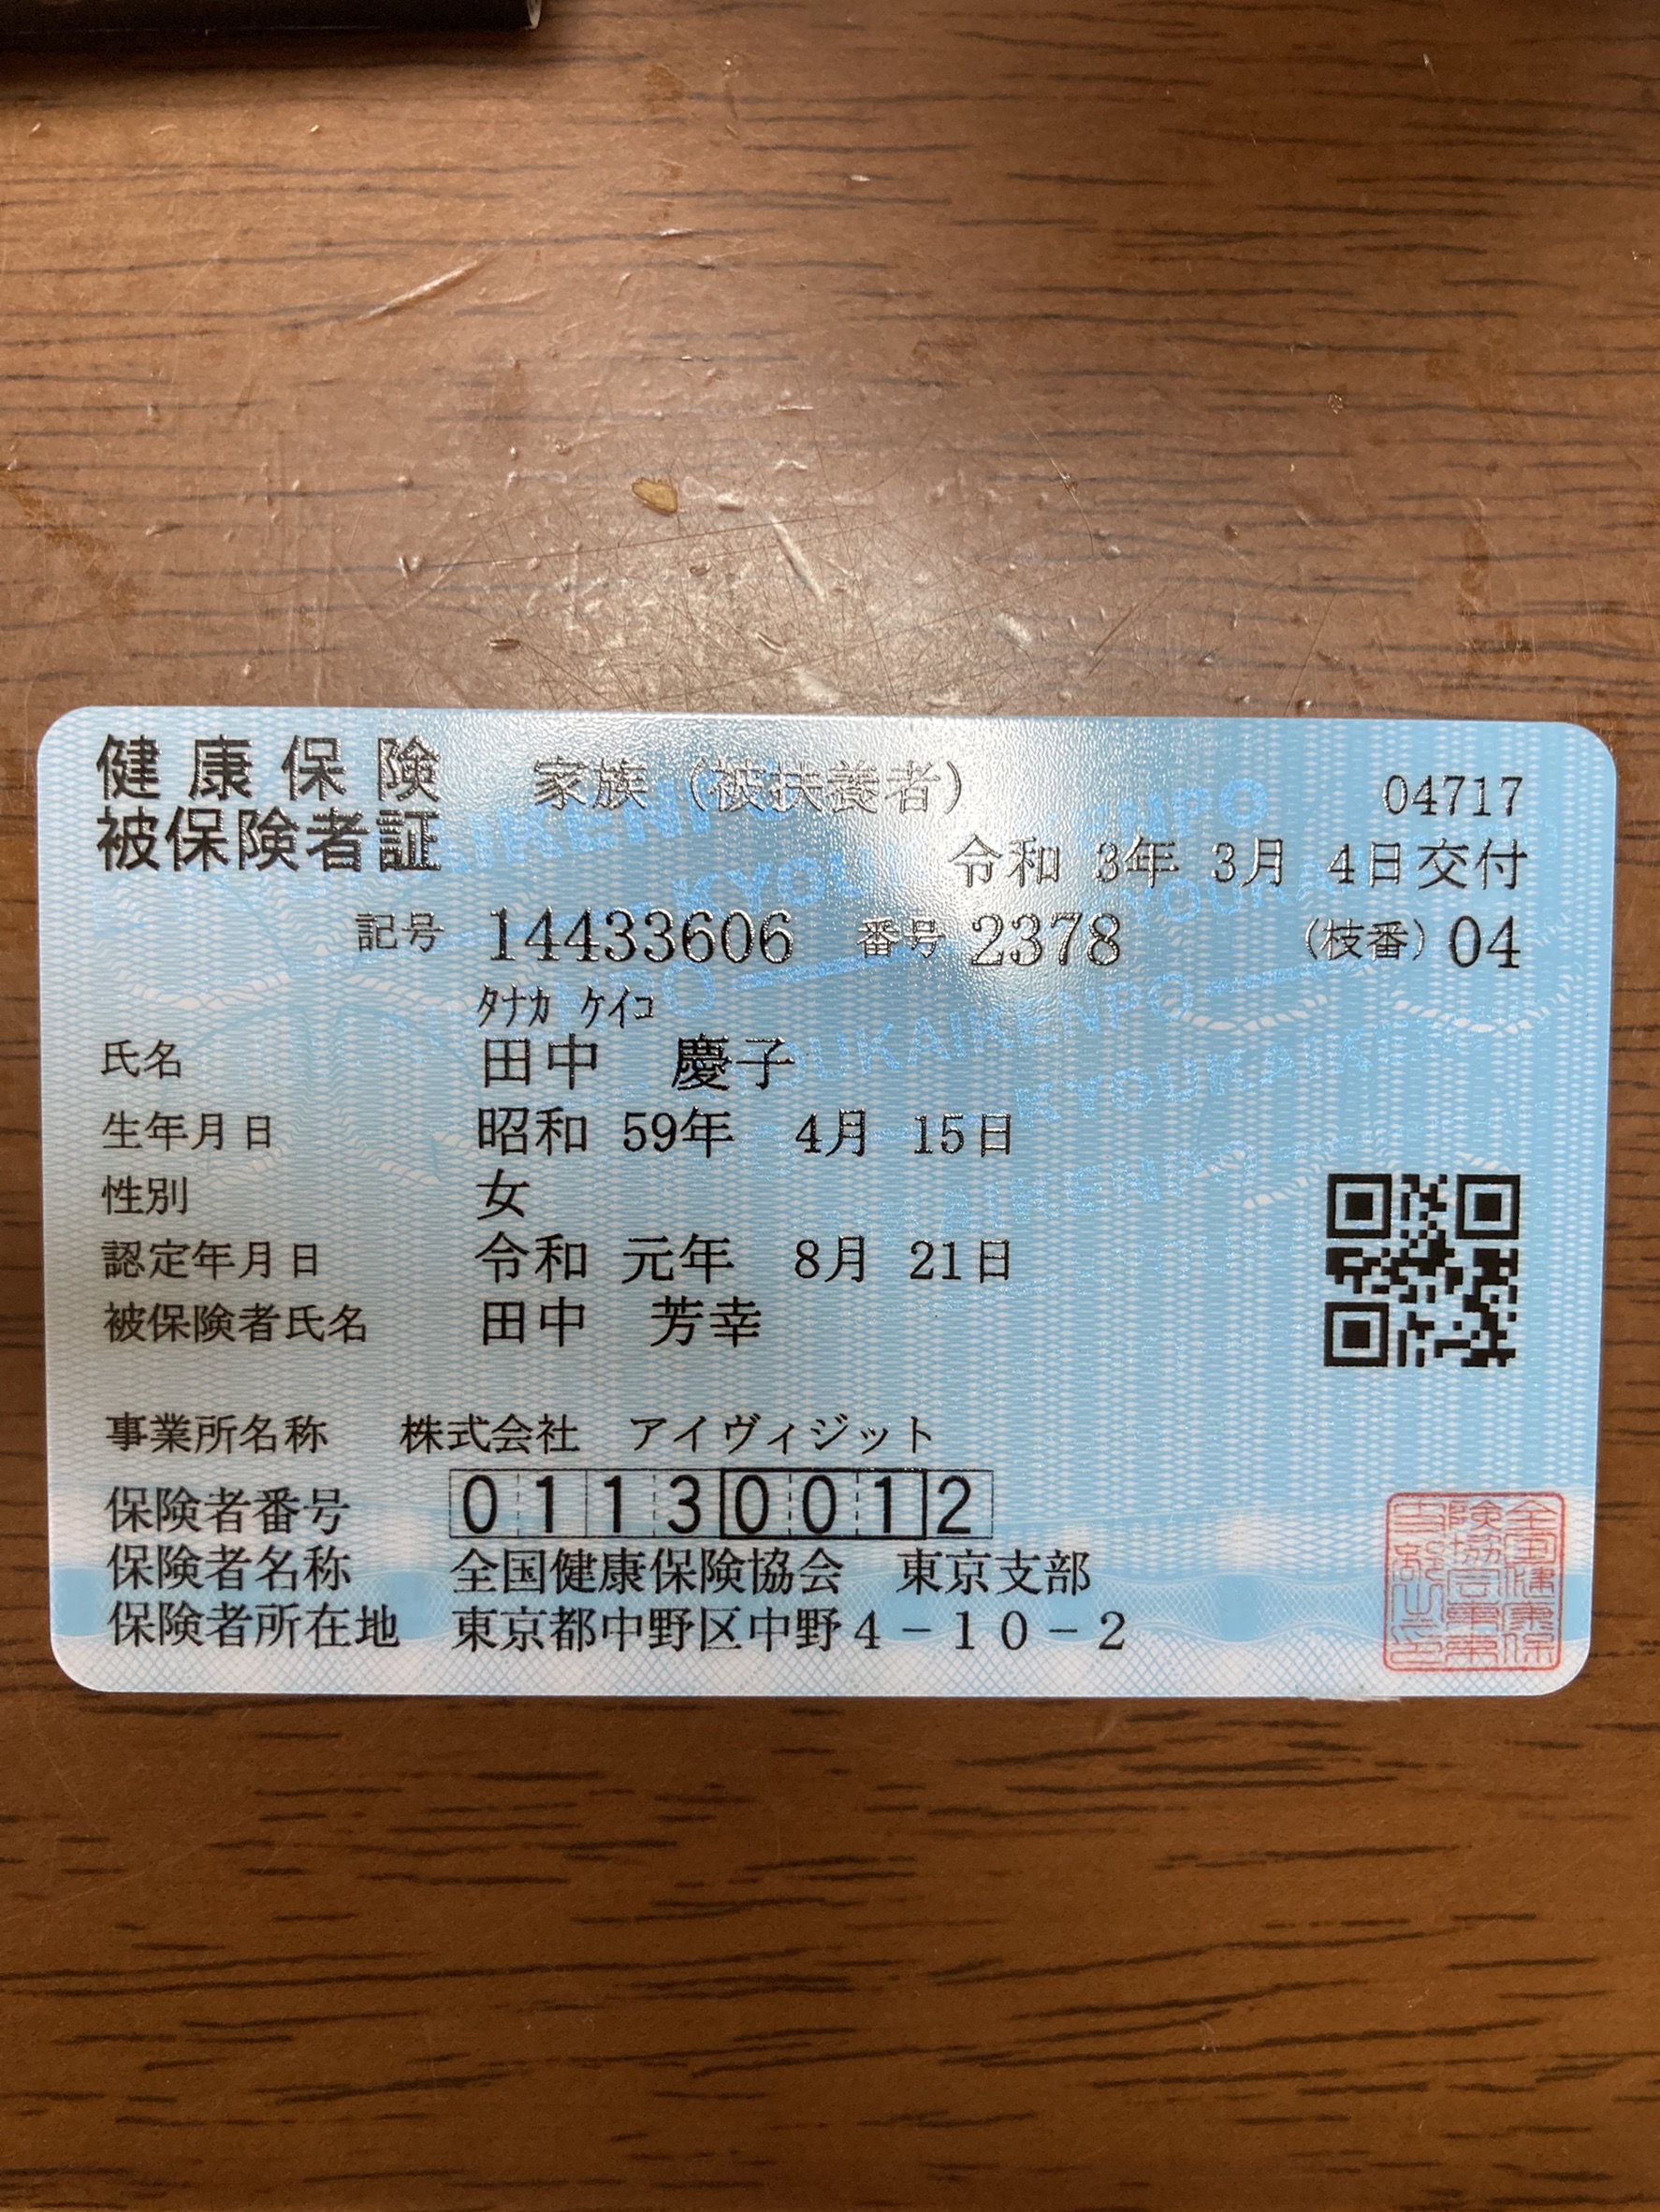 健康保険 家族（被扶養者） 04717
被保険者証 令和 3年 3月 4日交付
記号 14433606 番号 2378 （枝番）04
ﾀﾅｶ ｹｲｺ
氏名 田中 慶子
生年月日 昭和 59年 4月 15日
性別 女
認定年月日 令和 元年 8月 21日
被保険者氏名 田中 芳幸
事業所名称 株式会社 アイヴィジット
保険者番号 01130012
保険者名称 全国健康保険協会 東京支部
保険者所在地 東京都中野区中野４－１０－２